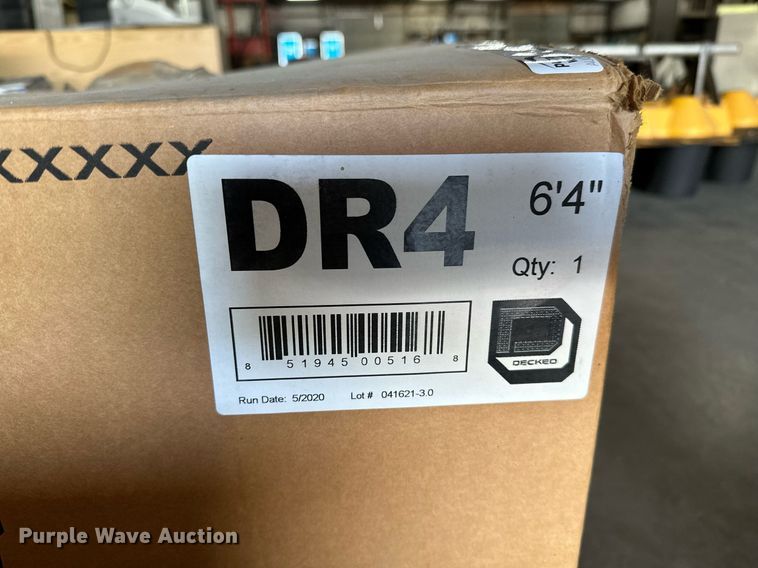 XXXXX
DR4
6'4"
Qty: 1
8 51945 00516 8
DECKED
Run Date: 5/2020 Lot # 041621-3.0
Purple Wave Auction